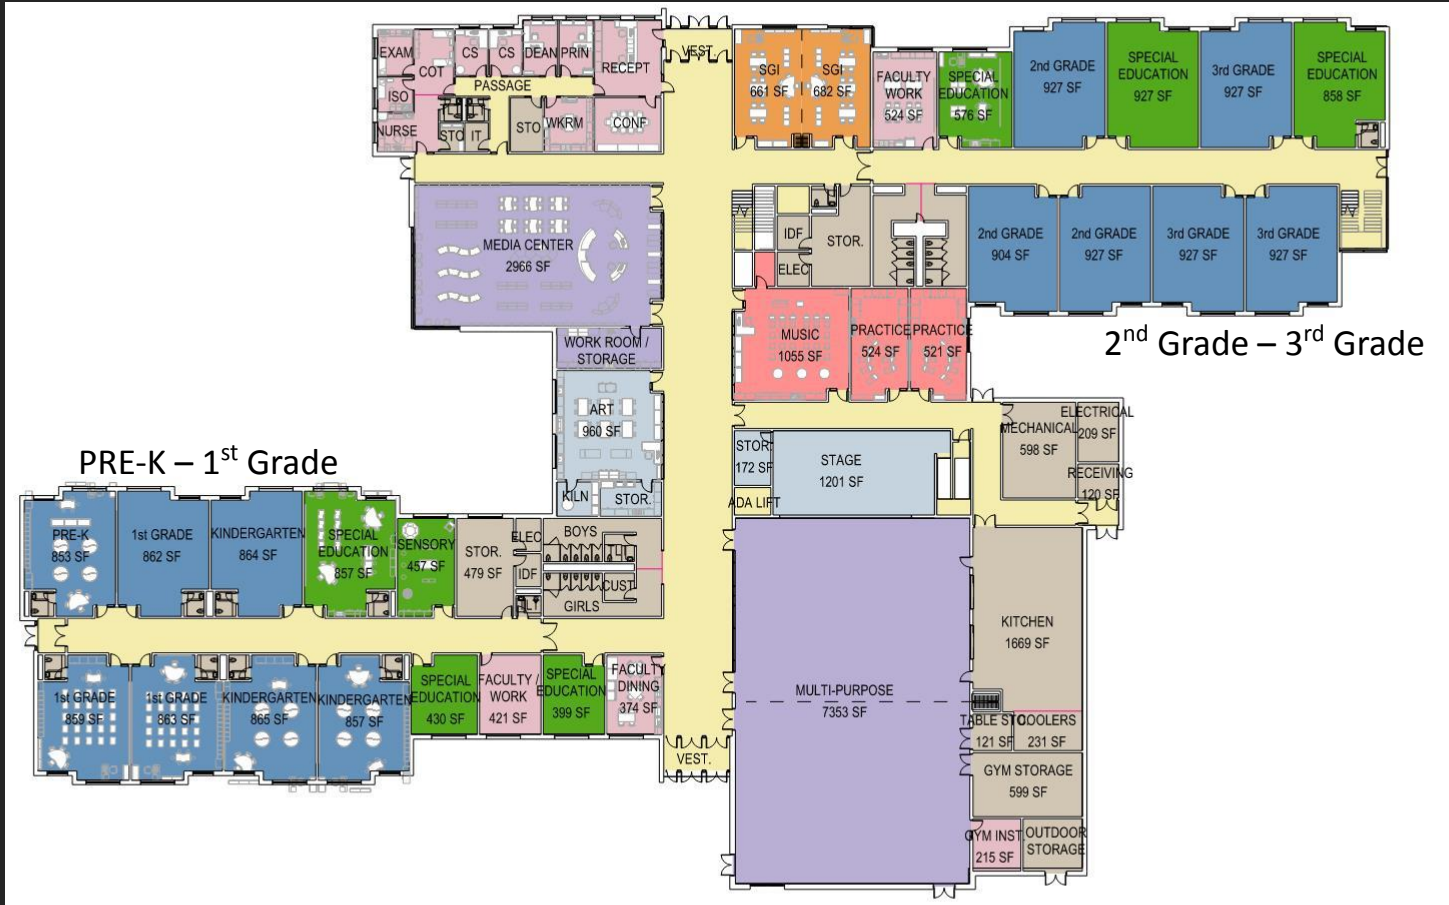 EXAM
COT
CS
CS
DEAN
PRIN
RECEPT
PASSAGE
ISO
NURSE
STO
IT
STO
WKRM
CONF
VEST.
SGI
661 SF
SGI
682 SF
FACULTY
WORK
524 SF
SPECIAL
EDUCATION
576 SF
2nd GRADE
927 SF
SPECIAL
EDUCATION
927 SF
3rd GRADE
927 SF
SPECIAL
EDUCATION
858 SF
MEDIA CENTER
2966 SF
IDF
ELEC
STOR.
2nd GRADE
904 SF
2nd GRADE
927 SF
3rd GRADE
927 SF
3rd GRADE
927 SF
2nd Grade – 3rd Grade
WORK ROOM /
STORAGE
MUSIC
1055 SF
PRACTICE
524 SF
PRACTICE
521 SF
ART
960 SF
KILN
STOR.
STOR.
172 SF
ADA LIFT
STAGE
1201 SF
MECHANICAL
598 SF
ELECTRICAL
209 SF
RECEIVING
120 SF
PRE-K – 1st Grade
PRE-K
853 SF
1st GRADE
862 SF
KINDERGARTEN
864 SF
SPECIAL
EDUCATION
857 SF
SENSORY
457 SF
STOR.
479 SF
ELEC
IDF
TLT
BOYS
TLT
CUST
GIRLS
1st GRADE
859 SF
1st GRADE
863 SF
KINDERGARTEN
865 SF
KINDERGARTEN
857 SF
SPECIAL
EDUCATION
430 SF
FACULTY /
WORK
421 SF
SPECIAL
EDUCATION
399 SF
FACULTY
DINING
374 SF
VEST.
MULTI-PURPOSE
7353 SF
KITCHEN
1669 SF
TABLE STO
121 SF
COOLERS
231 SF
GYM STORAGE
599 SF
GYM INST.
215 SF
OUTDOOR
STORAGE